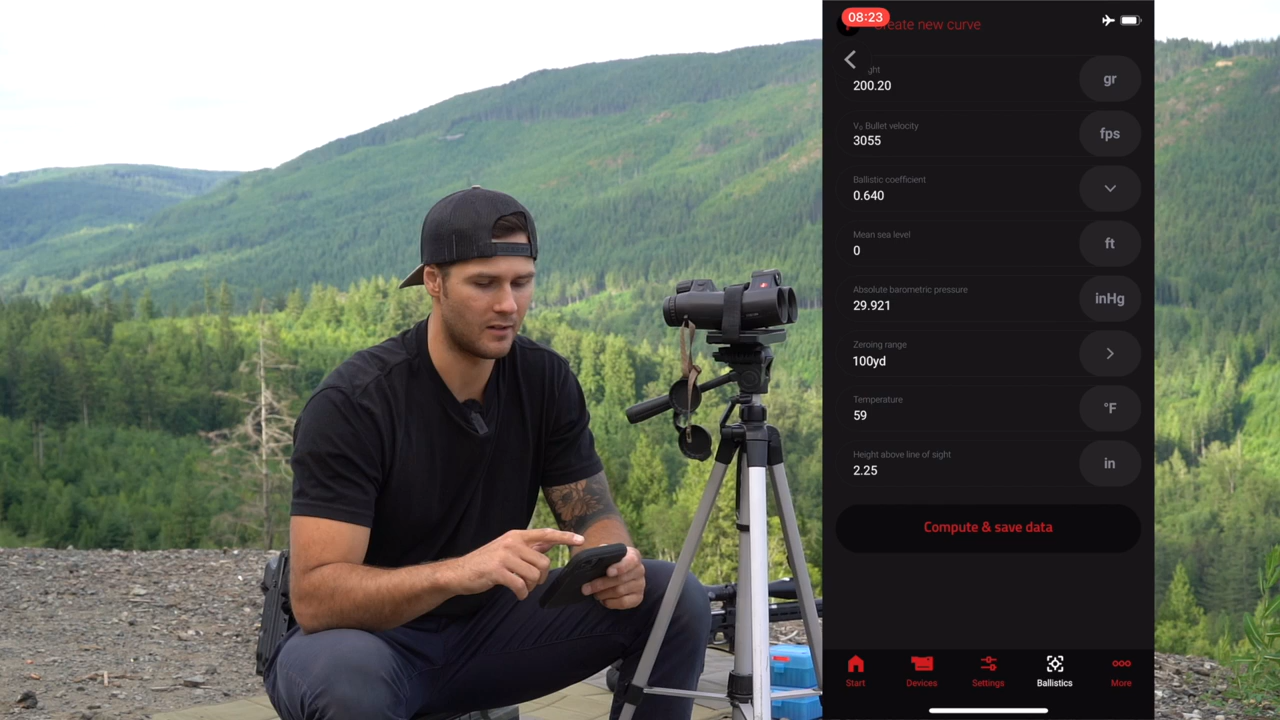 08:23
Create new curve
ght
200.20
gr
V₀ Bullet velocity
3055
fps
Ballistic coefficient
0.640
Mean sea level
0
ft
Absolute barometric pressure
29.921
inHg
Zeroing range
100yd
Temperature
59
°F
Height above line of sight
2.25
in
Compute & save data
Start
Devices
Settings
Ballistics
More